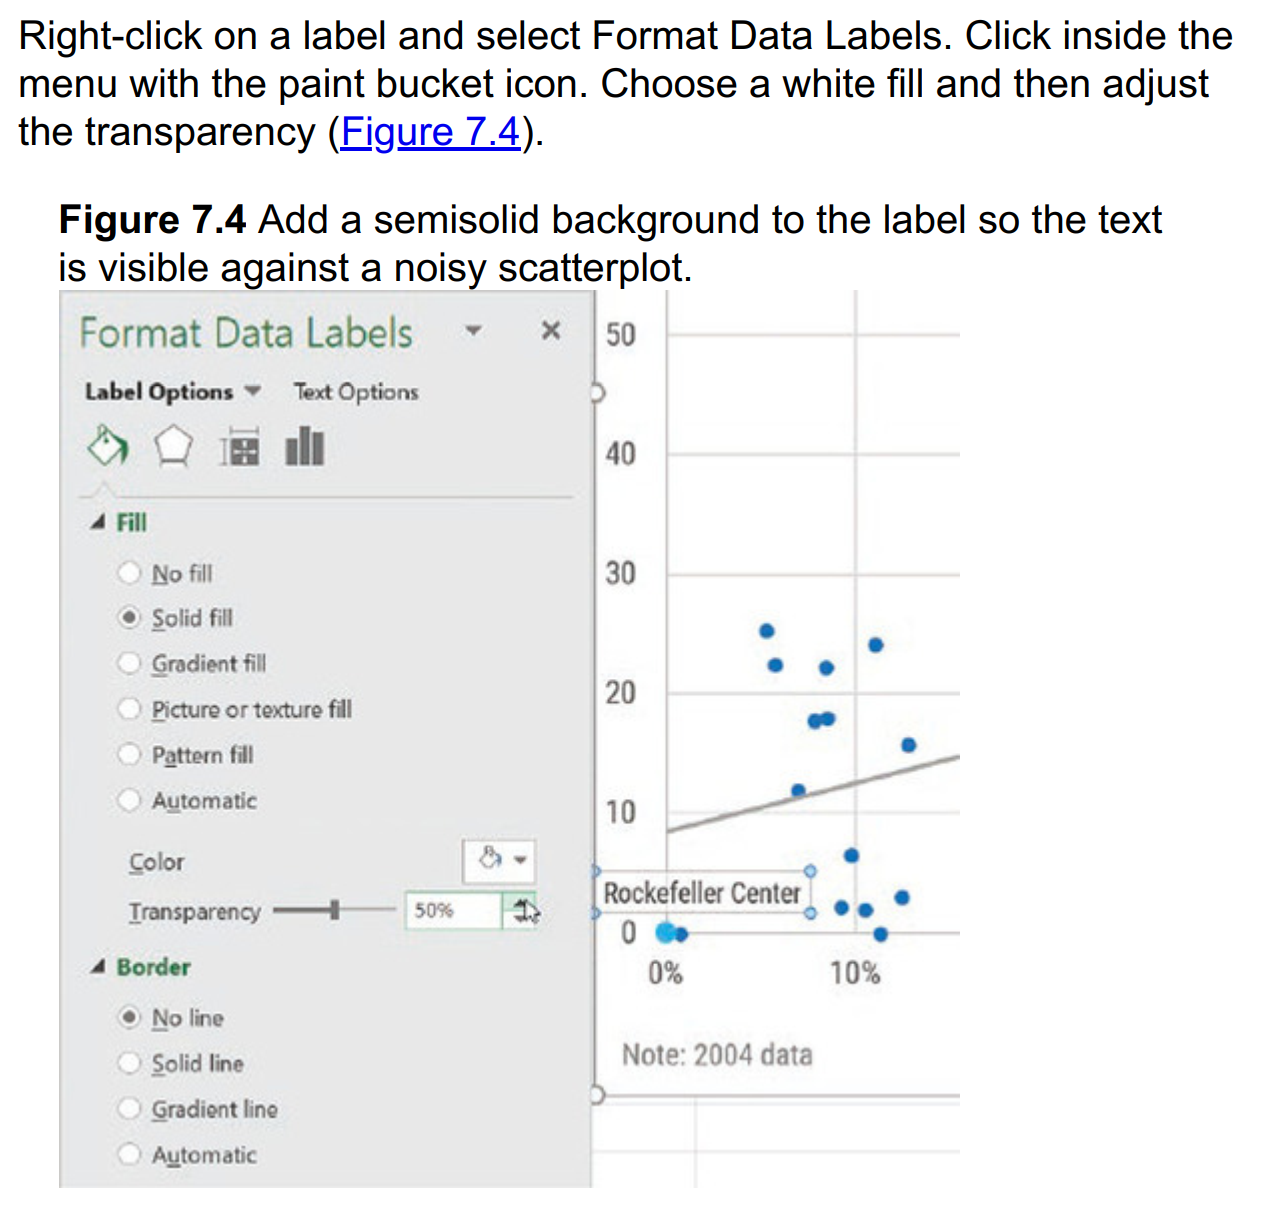 Right-click on a label and select Format Data Labels. Click inside the
menu with the paint bucket icon. Choose a white fill and then adjust
the transparency (Figure 7.4).
Figure 7.4 Add a semisolid background to the label so the text
is visible against a noisy scatterplot.
Format Data Labels
Label Options
Text Options
Fill
No fill
Solid fill
Gradient fill
Picture or texture fill
Pattern fill
Automatic
Color
Transparency
50%
Border
No line
Solid line
Gradient line
Automatic
50
40
30
20
10
Rockefeller Center
0
0%
10%
Note: 2004 data